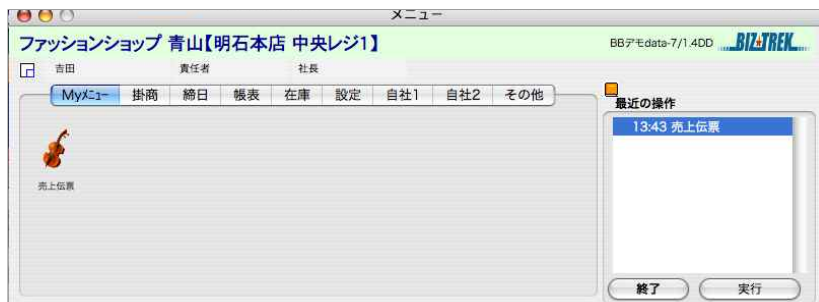 メニュー
ファッションショップ 青山【明石本店 中央レジ1】
BBデモdata-7/1.4DD BIZ★TREK
吉田 責任者 社長
Myメニュー 掛商 締日 帳表 在庫 設定 自社1 自社2 その他
最近の操作
13:43 売上伝票
売上伝票
終了 実行